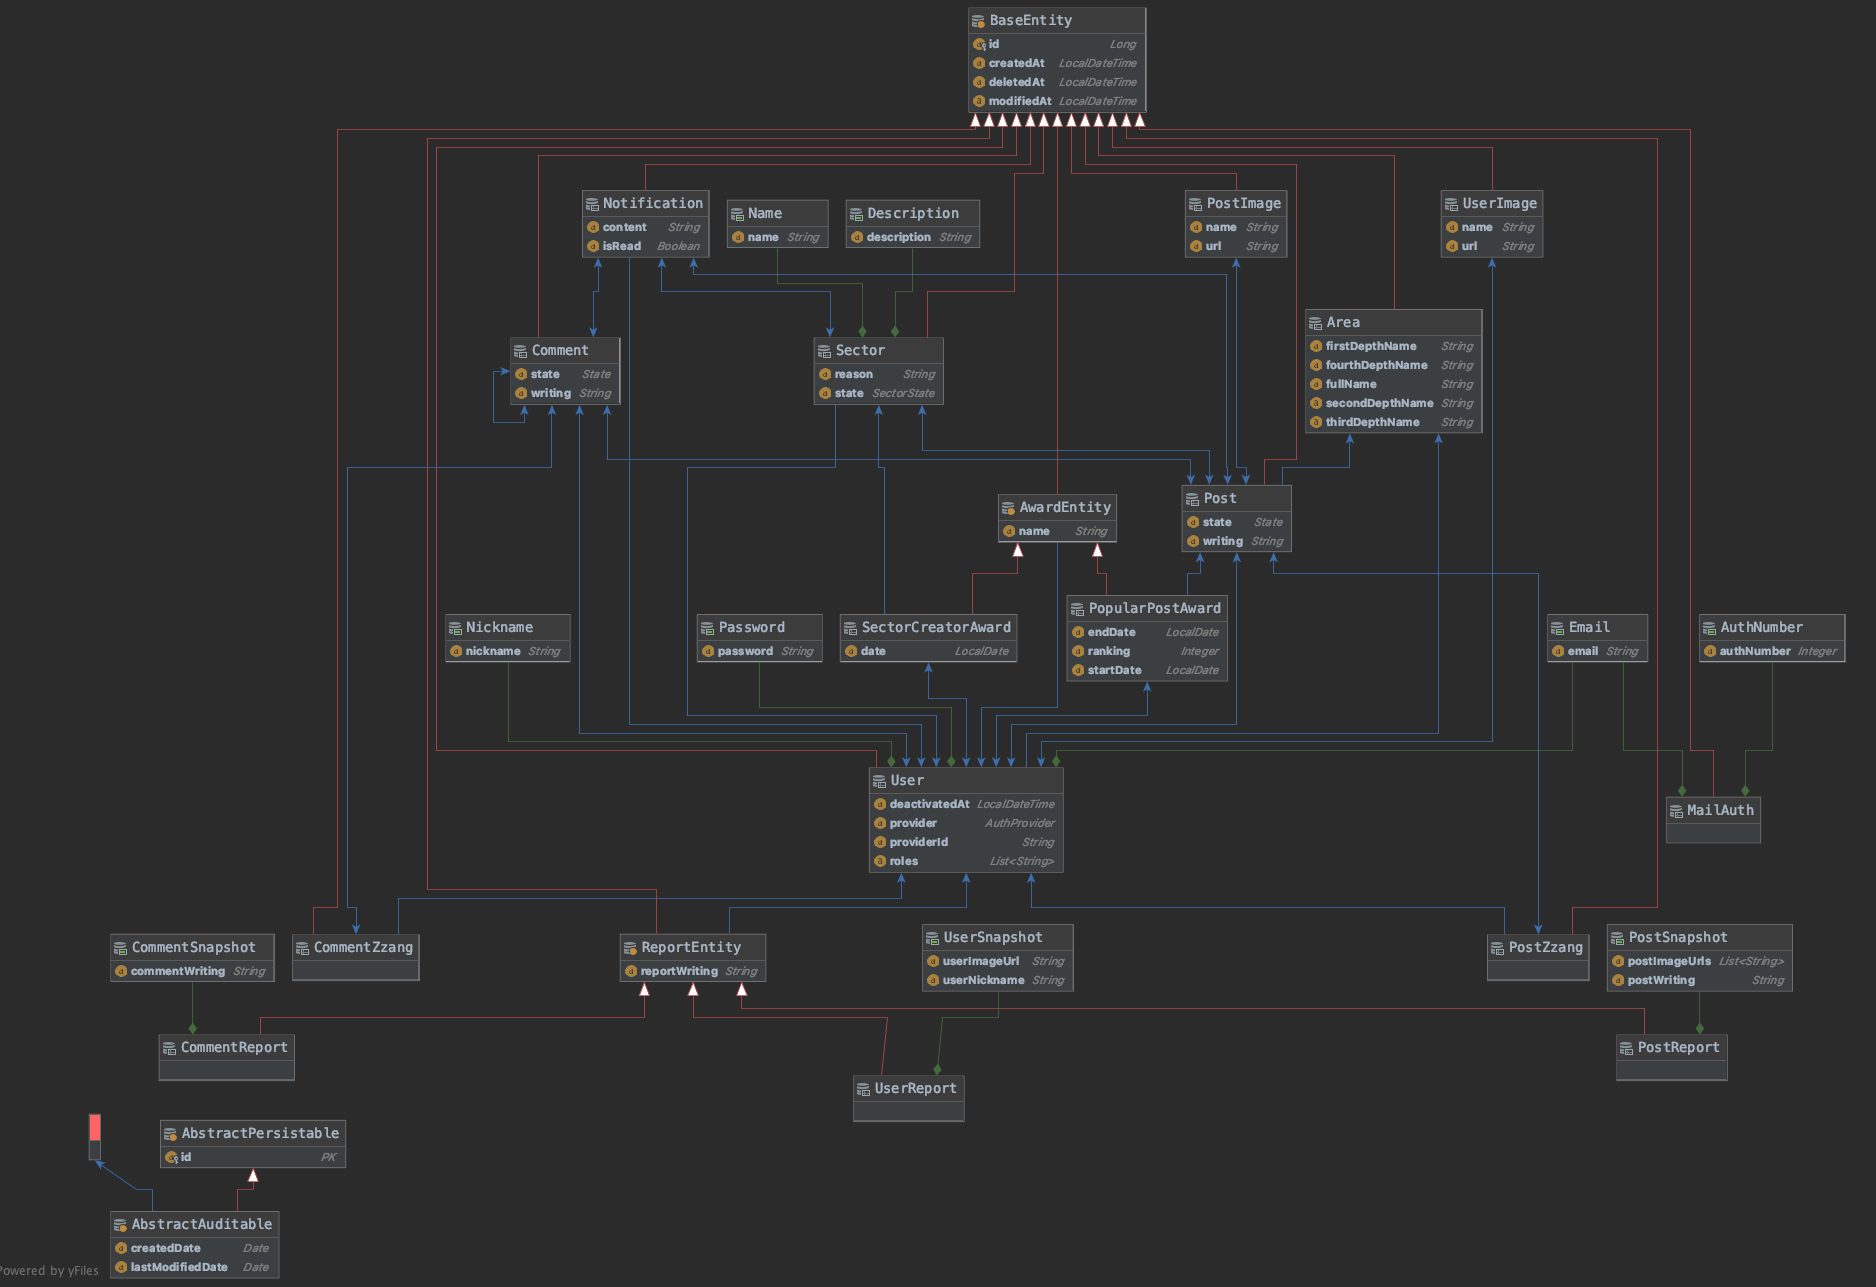 BaseEntity
id Long
createdAt LocalDateTime
deletedAt LocalDateTime
modifiedAt LocalDateTime
Notification
content String
isRead Boolean
Name
name String
Description
description String
PostImage
name String
url String
UserImage
name String
url String
Comment
state State
writing String
Sector
reason String
state SectorState
Area
firstDepthName String
fourthDepthName String
fullName String
secondDepthName String
thirdDepthName String
AwardEntity
name String
Post
state State
writing String
Nickname
nickname String
Password
password String
SectorCreatorAward
date LocalDate
PopularPostAward
endDate LocalDate
ranking Integer
startDate LocalDate
Email
email String
AuthNumber
authNumber Integer
User
deactivatedAt LocalDateTime
provider AuthProvider
providerId String
roles List<String>
MailAuth
CommentSnapshot
commentWriting String
CommentZzang
ReportEntity
reportWriting String
UserSnapshot
userImageUrl String
userNickname String
PostZzang
PostSnapshot
postImageUrls List<String>
postWriting String
CommentReport
UserReport
PostReport
AbstractPersistable
id PK
AbstractAuditable
createdDate Date
lastModifiedDate Date
Powered by yFiles